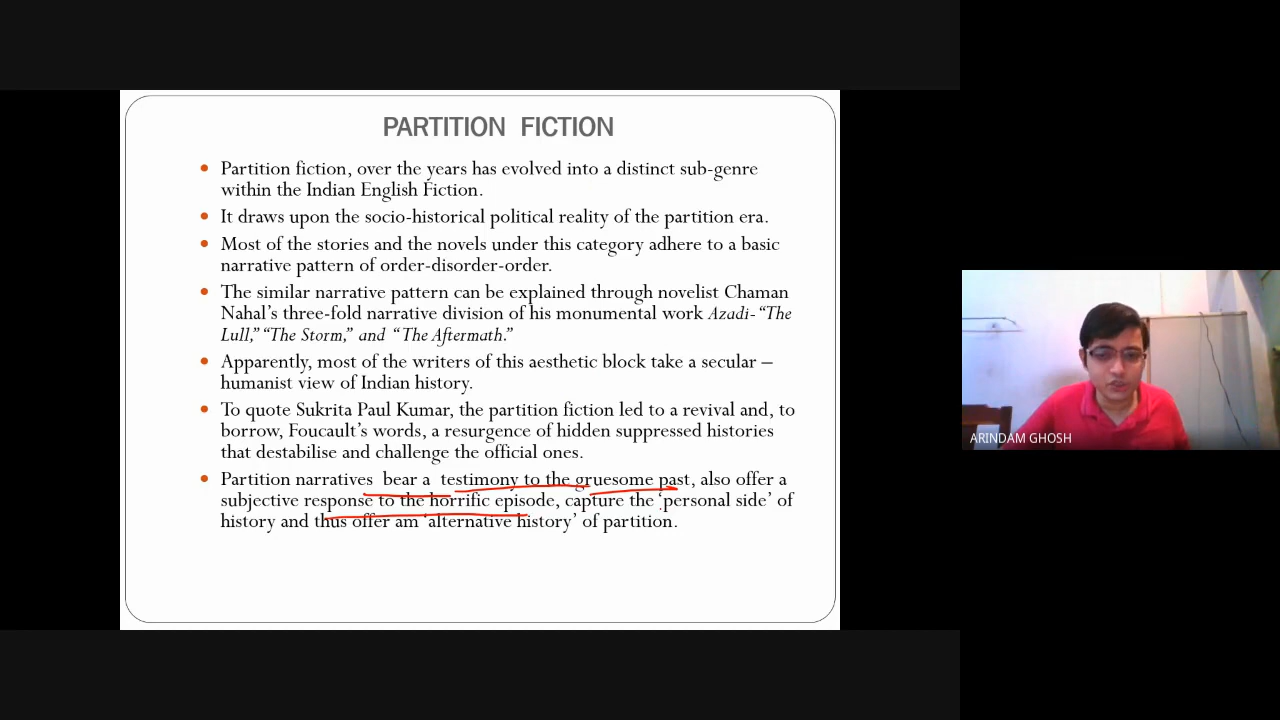 PARTITION FICTION
• Partition fiction, over the years has evolved into a distinct sub-genre
within the Indian English Fiction.
• It draws upon the socio-historical political reality of the partition era.
• Most of the stories and the novels under this category adhere to a basic
narrative pattern of order-disorder-order.
• The similar narrative pattern can be explained through novelist Chaman
Nahal’s three-fold narrative division of his monumental work Azadi- “The
Lull,” “The Storm,” and “ The Aftermath.”
• Apparently, most of the writers of this aesthetic block take a secular –
humanist view of Indian history.
• To quote Sukrita Paul Kumar, the partition fiction led to a revival and, to
borrow, Foucault’s words, a resurgence of hidden suppressed histories
that destabilise and challenge the official ones.
• Partition narratives bear a testimony to the gruesome past, also offer a
subjective response to the horrific episode, capture the ‘personal side’ of
history and thus offer am ‘alternative history’ of partition.
ARINDAM GHOSH